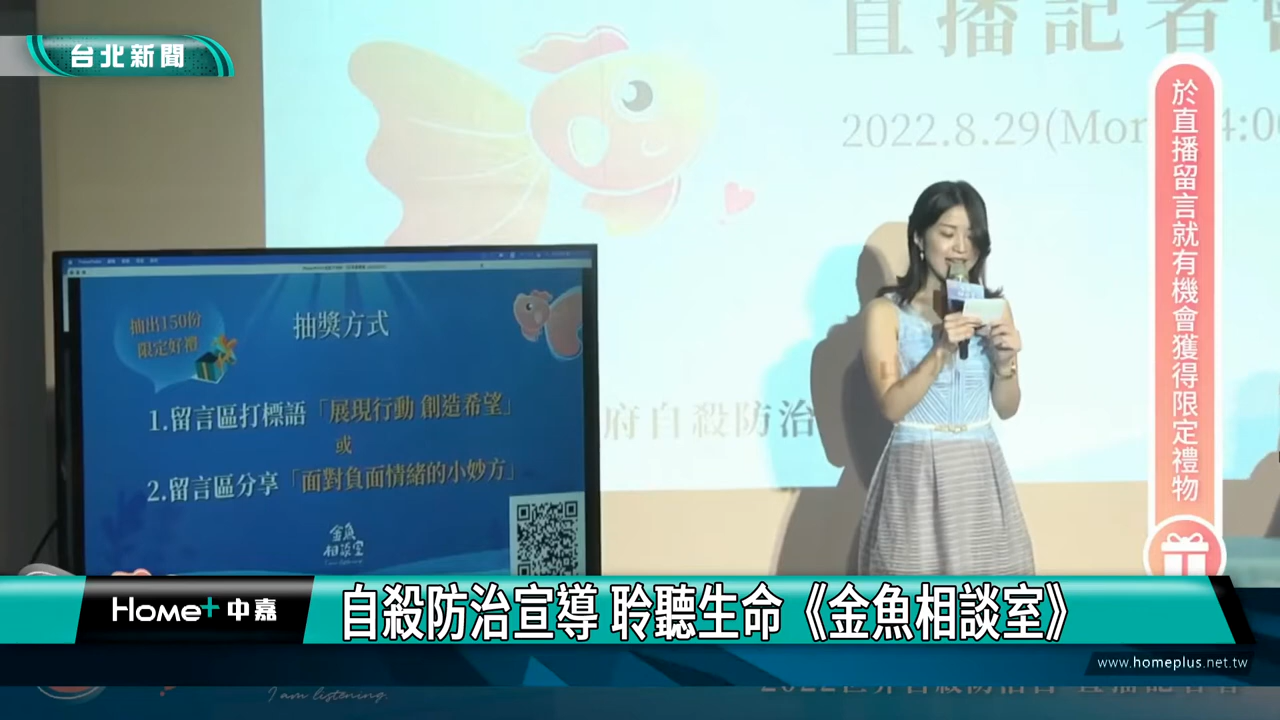 台北新聞
直播記者會
2022.8.29(Mon
4:0
於直播留言就有機會獲得限定禮物
抽出150份
限定好禮
抽獎方式
1.留言區打標語「展現行動 創造希望」
或
2.留言區分享「面對負面情緒的小妙方」
金魚
相談室
府自殺防治
Home+中嘉
自殺防治宣導 聆聽生命《金魚相談室》
www.homeplus.net.tw
I am listening.